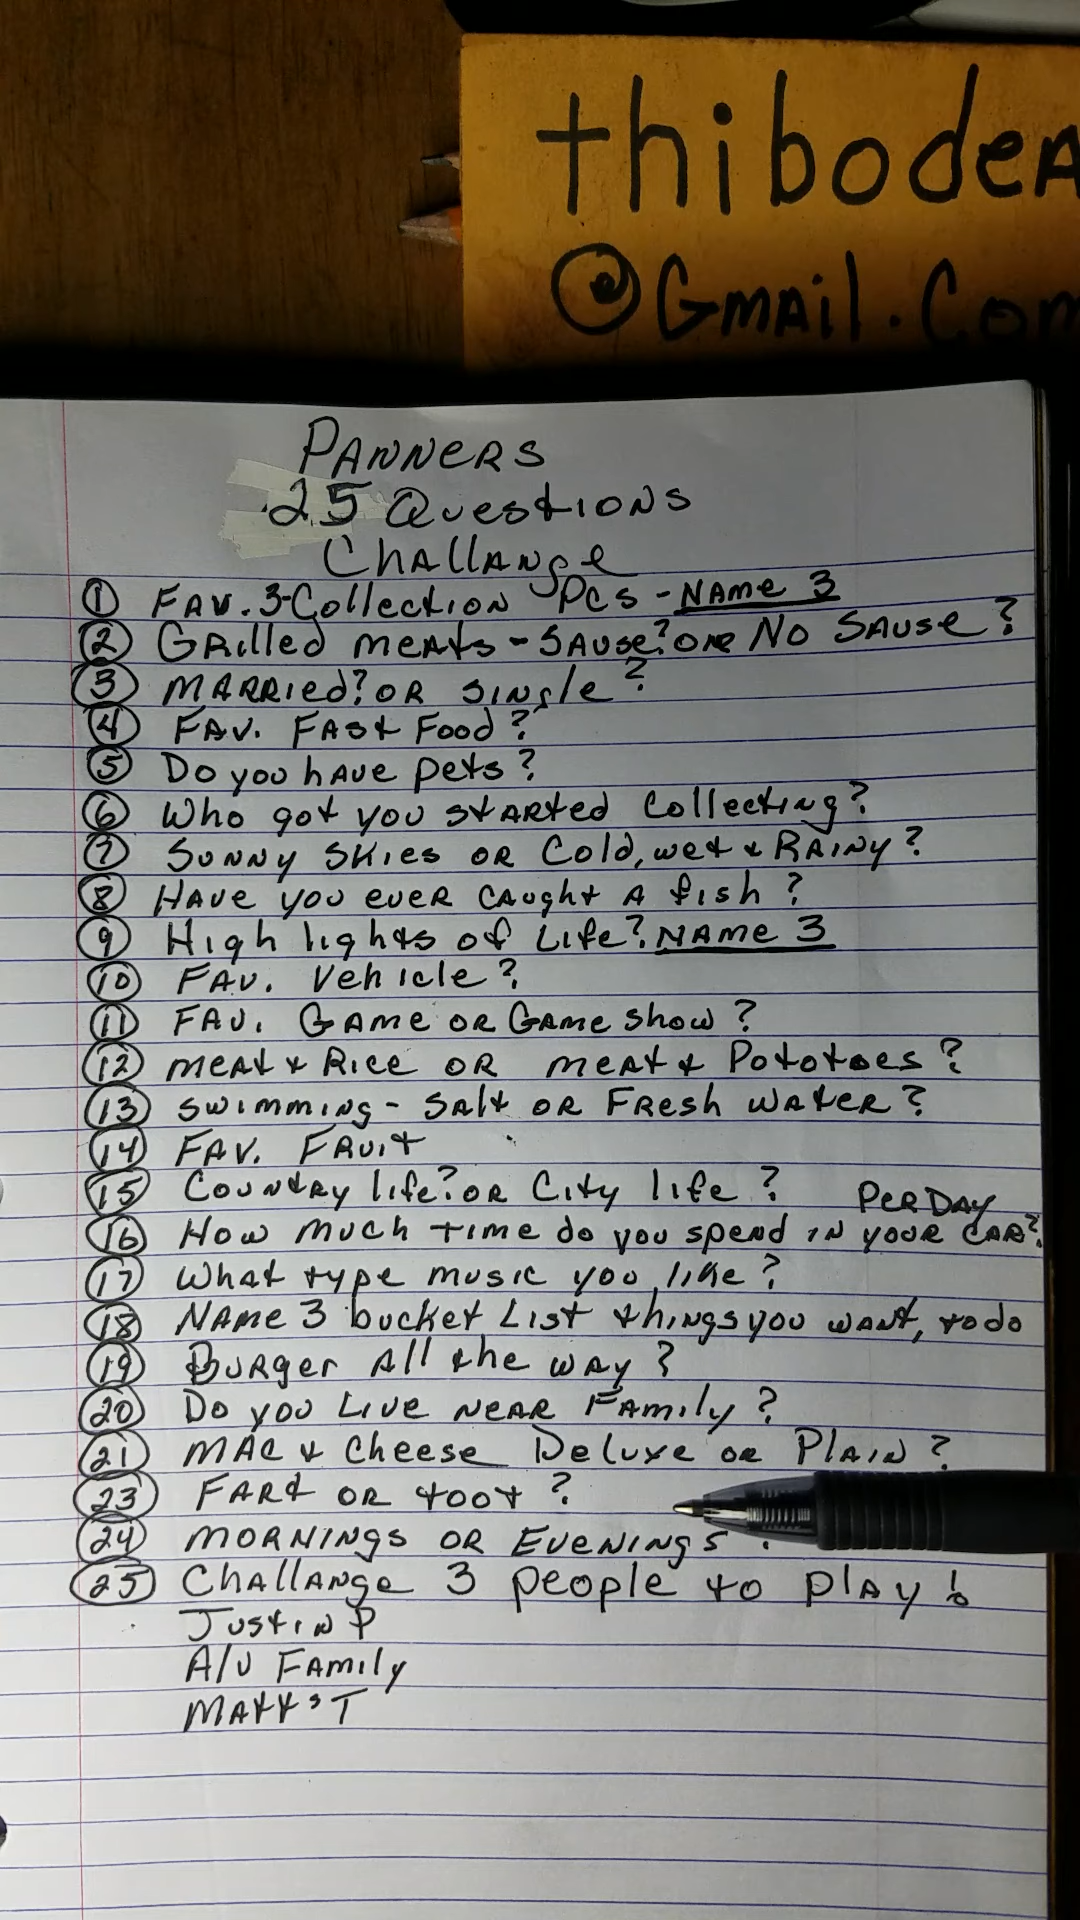 thibodeA
@Gmail.Com
PANNERS
25 Questions
Challange
① FAV. 3-Collection Pcs - NAME 3
② GRilled meats - SAUSE? ORe No SAUSE?
③ MARRied? OR single?
④ FAV. FAst Food?
⑤ Do you hAve pets?
⑥ Who got you stARted Collecting?
⑦ SUNNY SKies OR Cold, wet & RAiny?
⑧ HAve you eveR CAught A fish?
⑨ High lights of Life? NAME 3
⑩ FAV. Vehicle?
⑪ FAV. GAme OR GAme show?
⑫ meAt & Rice OR meAt & Pototoes?
⑬ swimming - SAlt OR FResh WAteR?
⑭ FAV. FRuit
⑮ CountRy life? OR City life?
PeR DAY
⑯ How much time do you spend in your CAR?
⑰ WhAt type music you like?
⑱ NAme 3 bucket List things you wAnt, to do
⑲ BuRgeR All the wAy?
⑳ Do you Live neAR FAmily?
㉑ MAC & Cheese Deluxe OR PlAin?
㉓ FARt OR toot?
㉔ MORNiNgs OR EveNiNgs?
㉕ ChAllAnge 3 people to plAy!
Justin P
A/U FAmily
MAtt's T